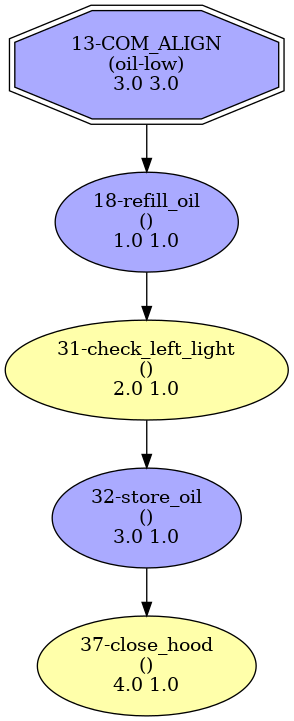 13-COM_ALIGN
(oil-low)
3.0 3.0
18-refill_oil
()
1.0 1.0
31-check_left_light
()
2.0 1.0
32-store_oil
()
3.0 1.0
37-close_hood
()
4.0 1.0